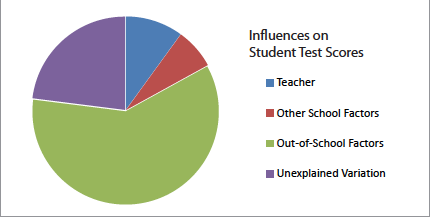 Influences on
Student Test Scores
Teacher
Other School Factors
Out-of-School Factors
Unexplained Variation